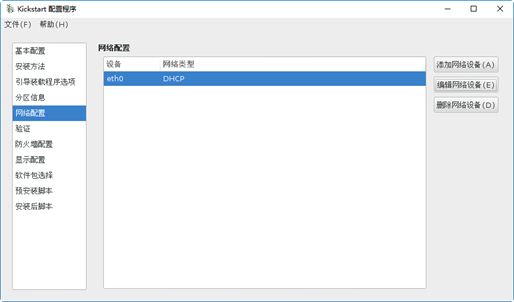 Kickstart 配置程序
文件(F) 帮助(H)
基本配置
安装方法
引导装载程序选项
分区信息
网络配置
验证
防火墙配置
显示配置
软件包选择
预安装脚本
安装后脚本
网络配置
设备 网络类型
eth0 DHCP
添加网络设备(A)
编辑网络设备(E)
删除网络设备(D)